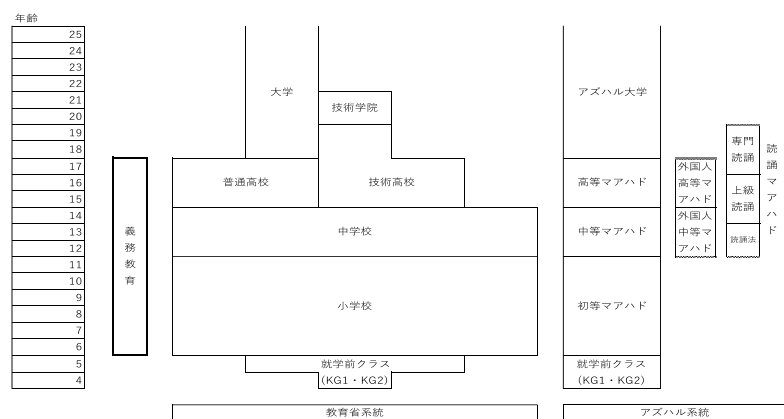 年齢
25
24
23
22
21
20
19
18
17
16
15
14
13
12
11
10
9
8
7
6
5
4
義務教育
大学
技術学院
普通高校
技術高校
中学校
小学校
就学前クラス
(KG1・KG2)
教育省系統
アズハル大学
高等マアハド
中等マアハド
初等マアハド
就学前クラス
(KG1・KG2)
外国人
高等マ
アハド
外国人
中等マ
アハド
専門
読誦
上級
読誦
読誦法
読誦マアハド
アズハル系統